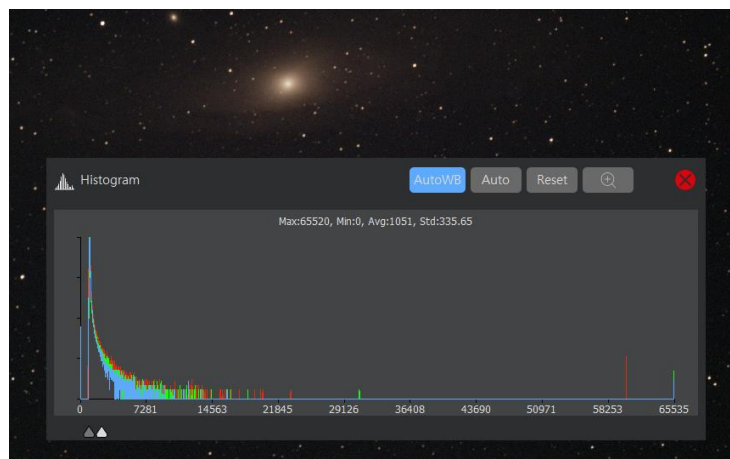 Histogram AutoWB Auto Reset
Max:65520, Min:0, Avg:1051, Std:335.65
0 7281 14563 21845 29126 36408 43690 50971 58253 65535